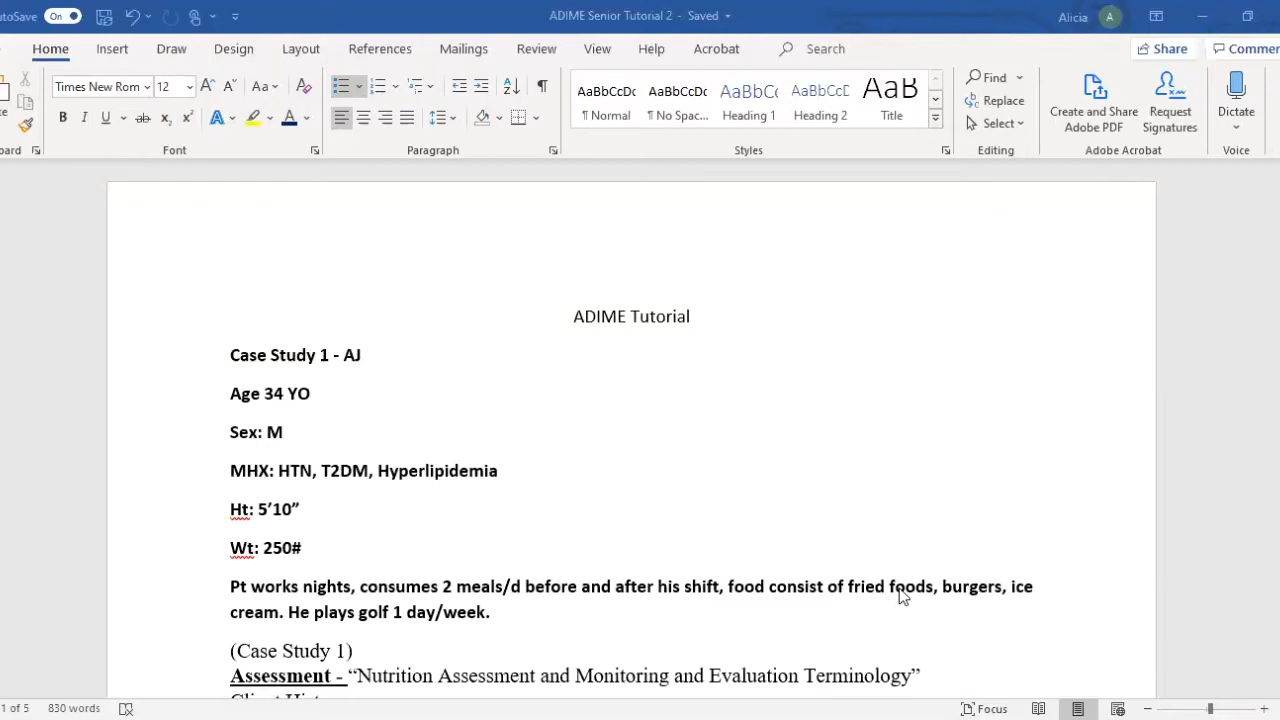 utoSave On ADIME Senior Tutorial 2 - Saved Alicia A
Home Insert Draw Design Layout References Mailings Review View Help Acrobat Search Share Commen
Times New Rom 12 Aa Find
AaBbCcDc AaBbCcDc AaBbCc AaBbCcD AaB
Replace
Normal No Spac... Heading 1 Heading 2 Title
Select
Create and Share Adobe PDF
Request Signatures
Dictate
oard Font Paragraph Styles Editing Adobe Acrobat Voice
ADIME Tutorial
Case Study 1 - AJ
Age 34 YO
Sex: M
MHX: HTN, T2DM, Hyperlipidemia
Ht: 5’10”
Wt: 250#
Pt works nights, consumes 2 meals/d before and after his shift, food consist of fried foods, burgers, ice
cream. He plays golf 1 day/week.
(Case Study 1)
Assessment - “Nutrition Assessment and Monitoring and Evaluation Terminology”
1 of 5 830 words Focus